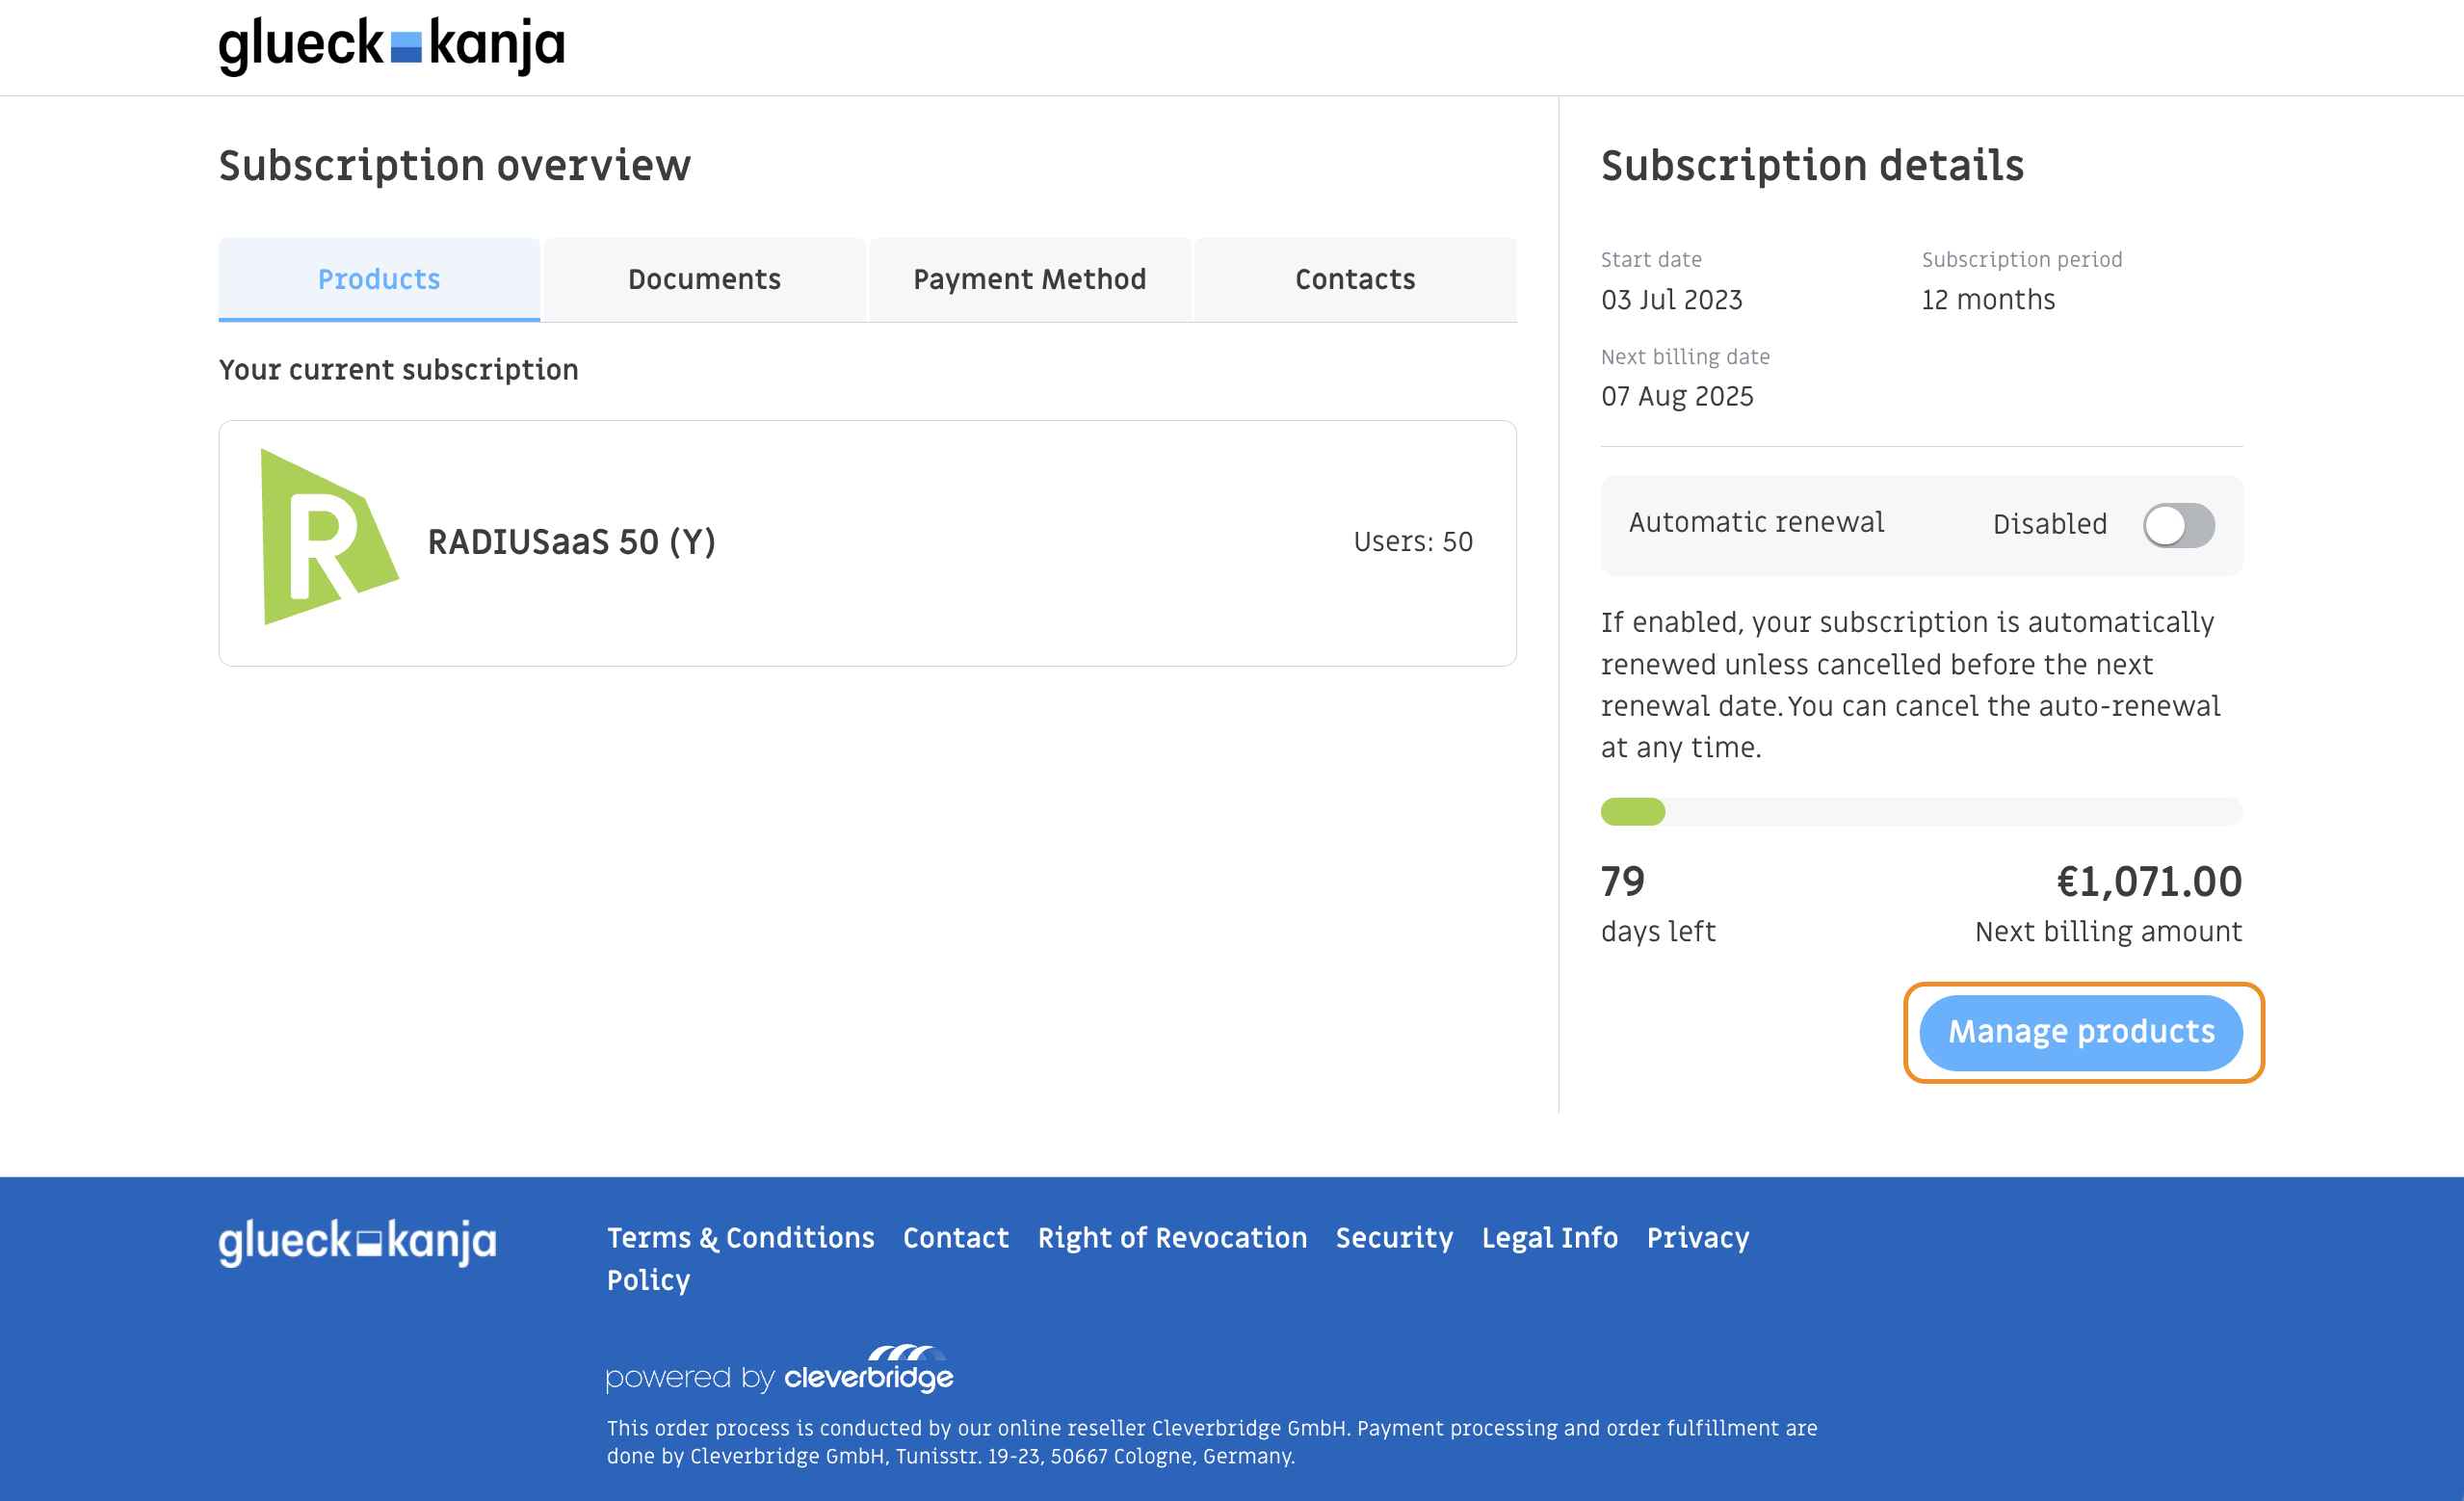 glueck kanja
Subscription overview
Products
Documents
Payment Method
Contacts
Your current subscription
R
RADIUSaaS 50 (Y)
Users: 50
Subscription details
Start date
Subscription period
03 Jul 2023
12 months
Next billing date
07 Aug 2025
Automatic renewal
Disabled
If enabled, your subscription is automatically
renewed unless cancelled before the next
renewal date. You can cancel the auto-renewal
at any time.
79
€1,071.00
days left
Next billing amount
Manage products
glueck kanja
Terms & Conditions Contact Right of Revocation Security Legal Info Privacy
Policy
powered by cleverbridge
This order process is conducted by our online reseller Cleverbridge GmbH. Payment processing and order fulfillment are
done by Cleverbridge GmbH, Tunisstr. 19-23, 50667 Cologne, Germany.